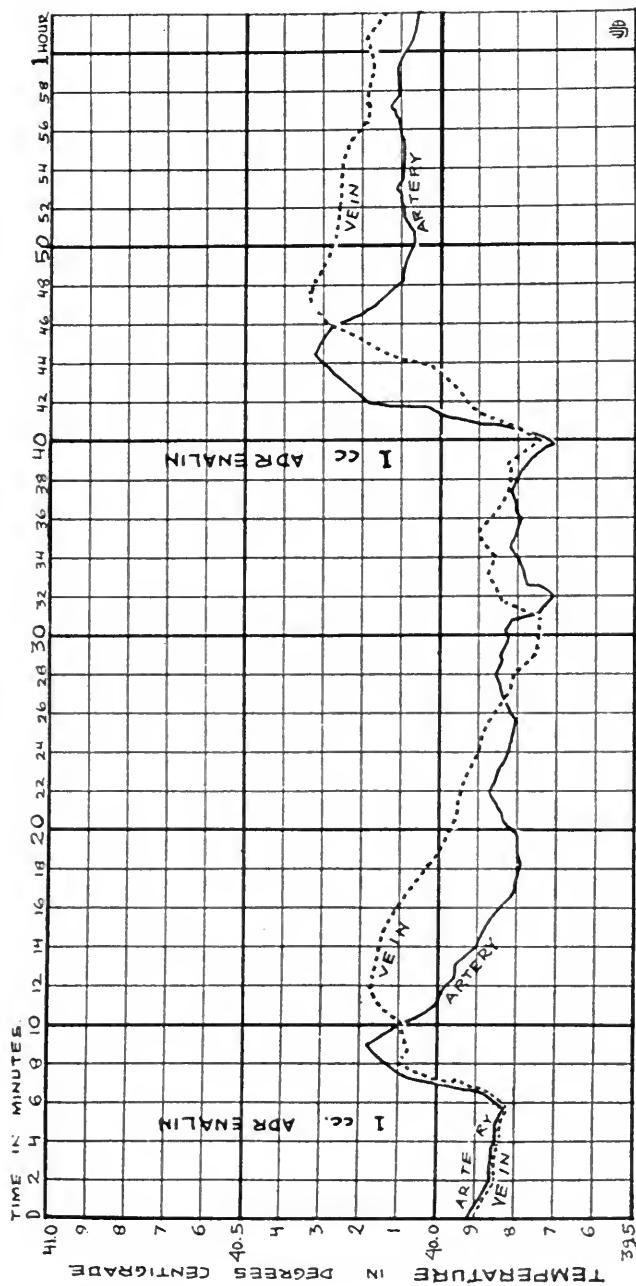 TIME IN MINUTES.
0 2 4 6 8 10 12 14 16 18 20 22 24 26 28 30 32 34 36 38 40 42 44 46 48 50 52 54 56 58 1 HOUR
TEMPERATURE IN DEGREES CENTIGRADE
41.0
9
8
7
6
40.5
4
3
2
1
40.0
9
8
7
6
39.5
1 cc. ADRENALIN
1 cc ADRENALIN
ARTERY
VEIN
VEIN
ARTERY
VEIN
ARTERY